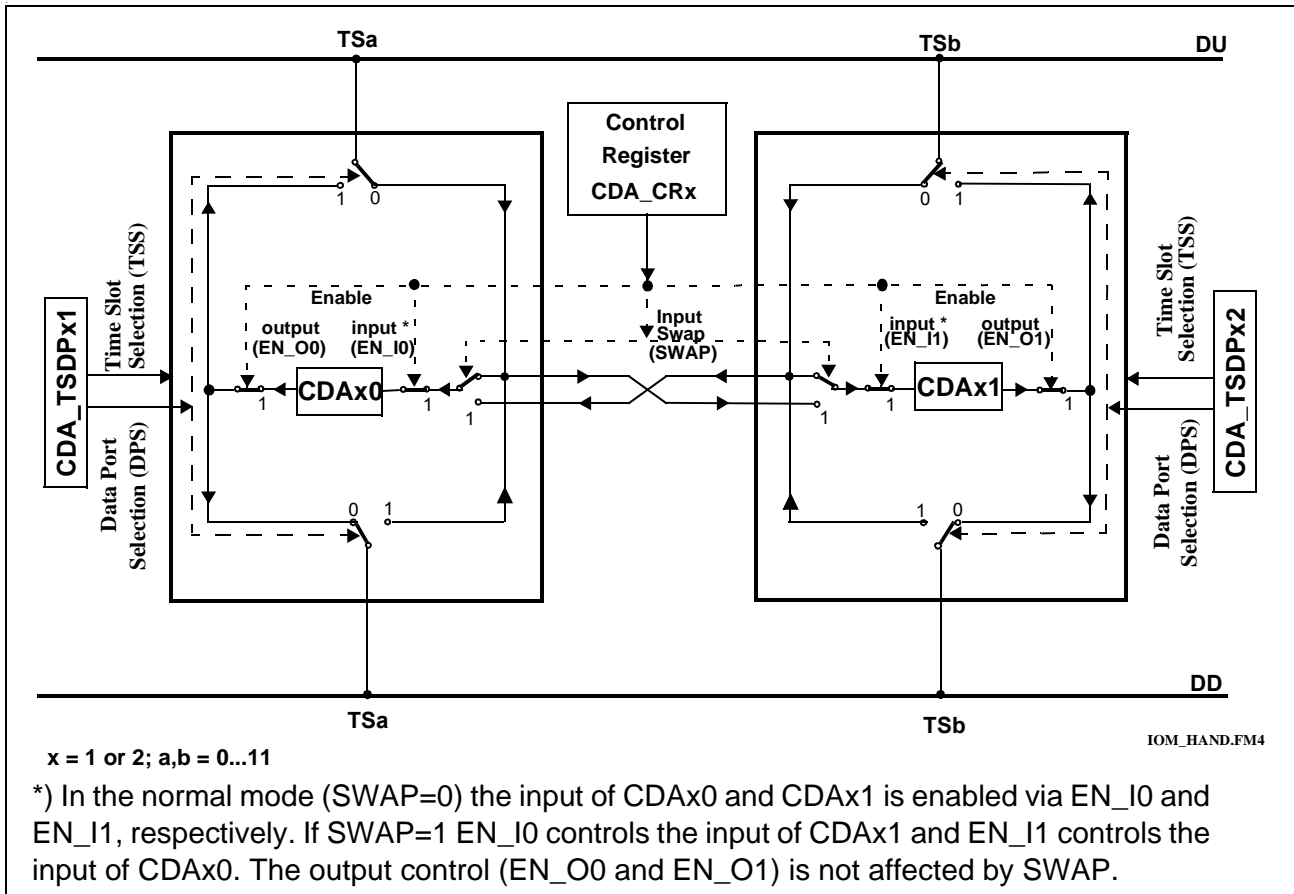 TSa
TSb
DU
Control
Register
CDA_CRx
1 0
0 1
Enable
output
(EN_O0)
input *
(EN_I0)
Input
Swap
(SWAP)
Enable
input *
(EN_I1)
output
(EN_O1)
CDA_TSDPx1
Time Slot
Selection (TSS)
Data Port
Selection (DPS)
1
CDAx0
1
1
1
1
CDAx1
1
Time Slot
Selection (TSS)
Data Port
Selection (DPS)
CDA_TSDPx2
0 1
1 0
DD
TSa
TSb
IOM_HAND.FM4
x = 1 or 2; a,b = 0...11
*) In the normal mode (SWAP=0) the input of CDAx0 and CDAx1 is enabled via EN_I0 and
EN_I1, respectively. If SWAP=1 EN_I0 controls the input of CDAx1 and EN_I1 controls the
input of CDAx0. The output control (EN_O0 and EN_O1) is not affected by SWAP.